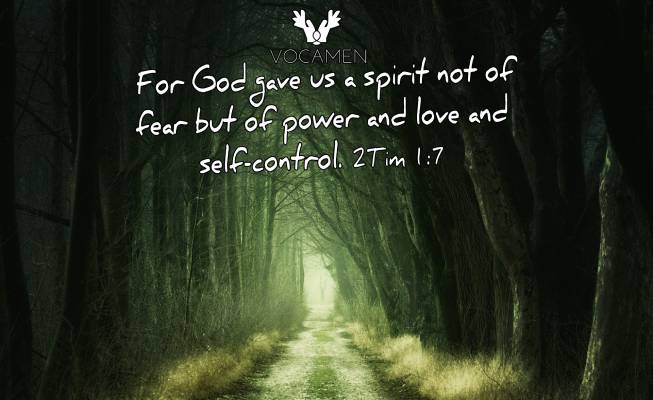 VOCAMEN
For God gave us a spirit not of
fear but of power and love and
self-control. 2Tim 1:7